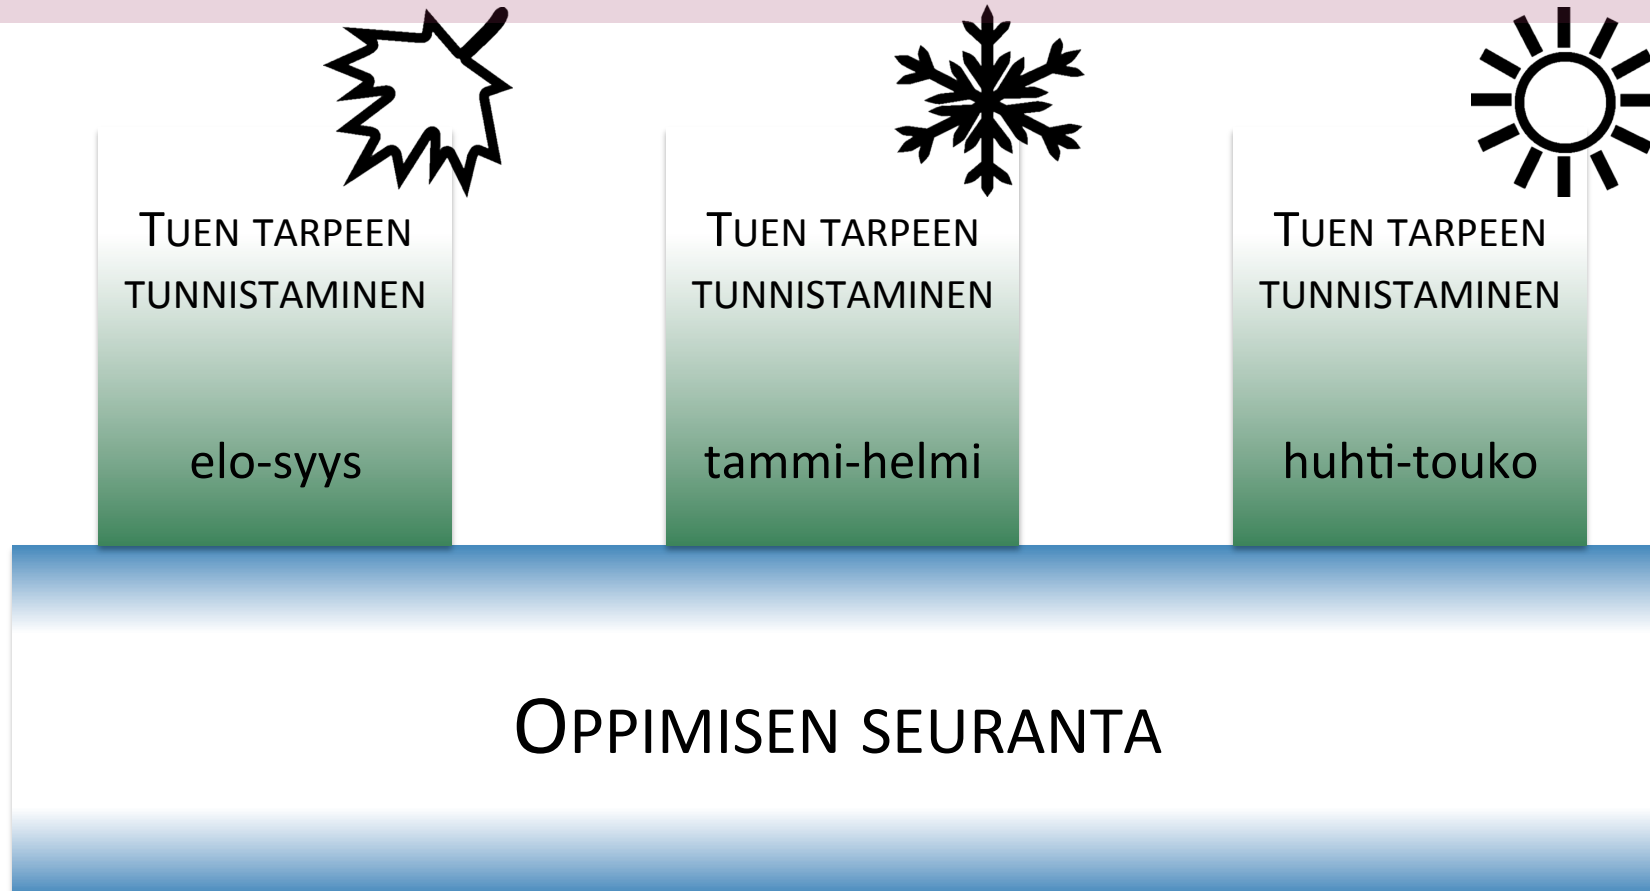 Tuen tarpeen
tunnistaminen
elo-syys
Tuen tarpeen
tunnistaminen
tammi-helmi
Tuen tarpeen
tunnistaminen
huhti-touko
Oppimisen seuranta